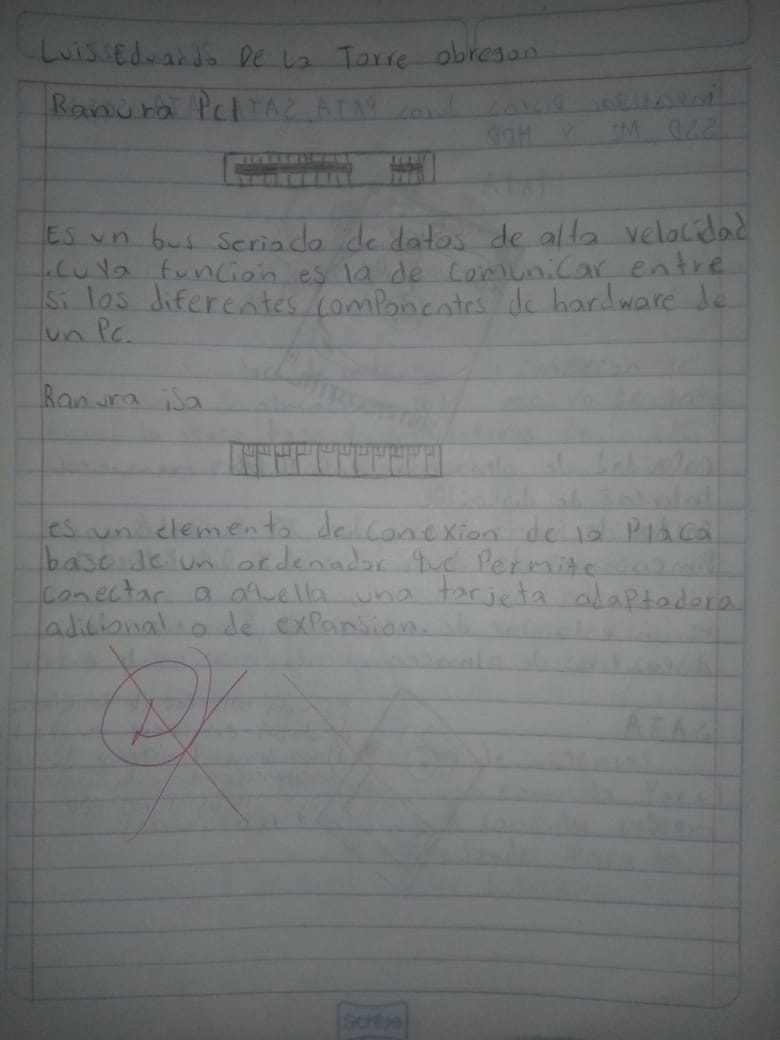 Luis Eduardo De La Torre obregon
Ranura PCI
Es un bus seriado de datos de alta velocidad
.cuya función es la de comunicar entre
si los diferentes componentes de hardware de
un Pc.
Ranura isa
es un elemento de conexion de la Placa
base de un ordenador que Permite
conectar a aquella una tarjeta adaptadora
adicional o de expansión.
Scribe